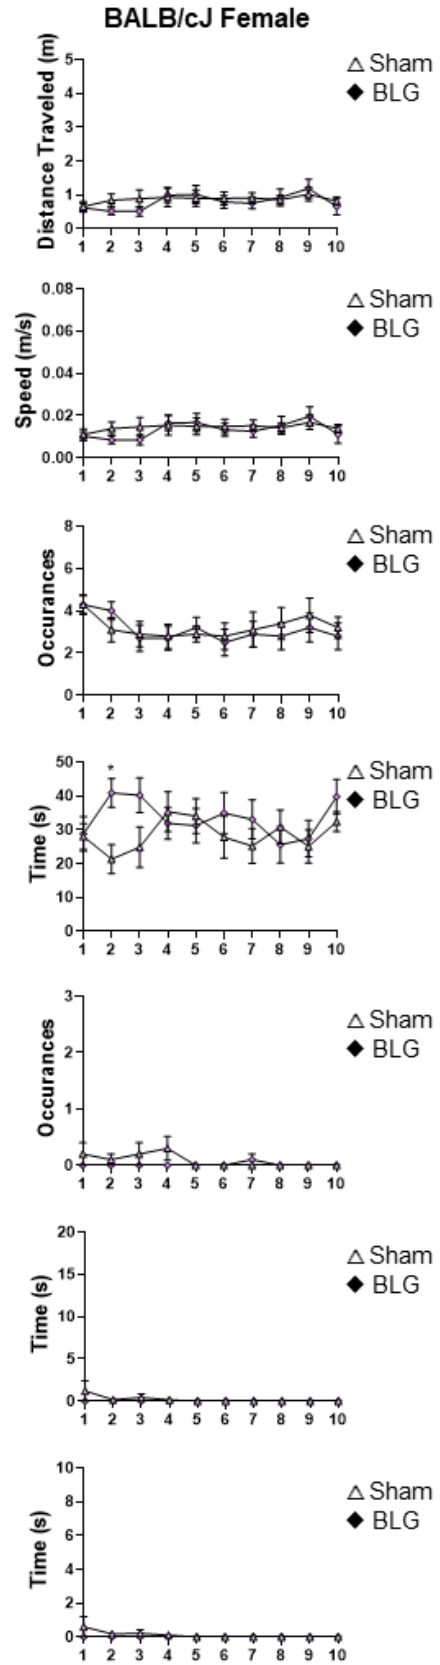 BALB/cJ Female
Distance Traveled (m)
5
4
3
2
1
0
1 2 3 4 5 6 7 8 9 10
Sham
BLG
Speed (m/s)
0.08
0.06
0.04
0.02
0.00
1 2 3 4 5 6 7 8 9 10
Sham
BLG
Occurances
8
6
4
2
0
1 2 3 4 5 6 7 8 9 10
Sham
BLG
Time (s)
50
40
30
20
10
0
*
1 2 3 4 5 6 7 8 9 10
Sham
BLG
Occurances
3
2
1
0
1 2 3 4 5 6 7 8 9 10
Sham
BLG
Time (s)
20
15
10
5
0
1 2 3 4 5 6 7 8 9 10
Sham
BLG
Time (s)
10
8
6
4
2
0
1 2 3 4 5 6 7 8 9 10
Sham
BLG